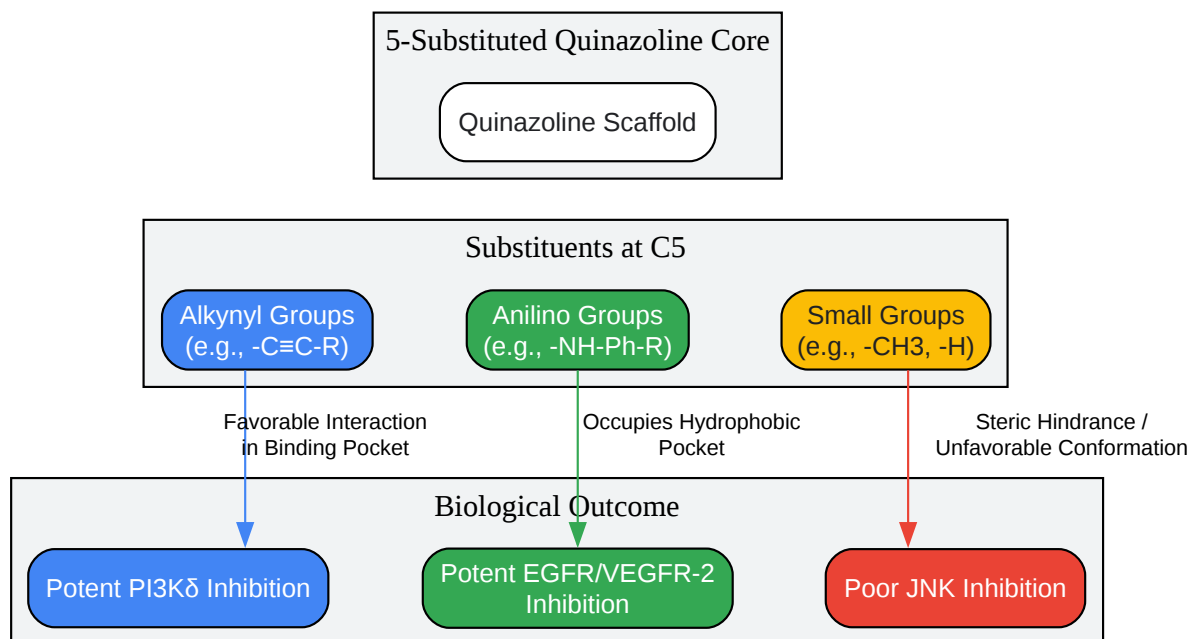 5-Substituted Quinazoline Core
Quinazoline Scaffold
Substituents at C5
Alkynyl Groups
(e.g., -C≡C-R)
Anilino Groups
(e.g., -NH-Ph-R)
Small Groups
(e.g., -CH3, -H)
Favorable Interaction
in Binding Pocket
Occupies Hydrophobic
Pocket
Steric Hindrance /
Unfavorable Conformation
Biological Outcome
Potent PI3Kδ Inhibition
Potent EGFR/VEGFR-2
Inhibition
Poor JNK Inhibition